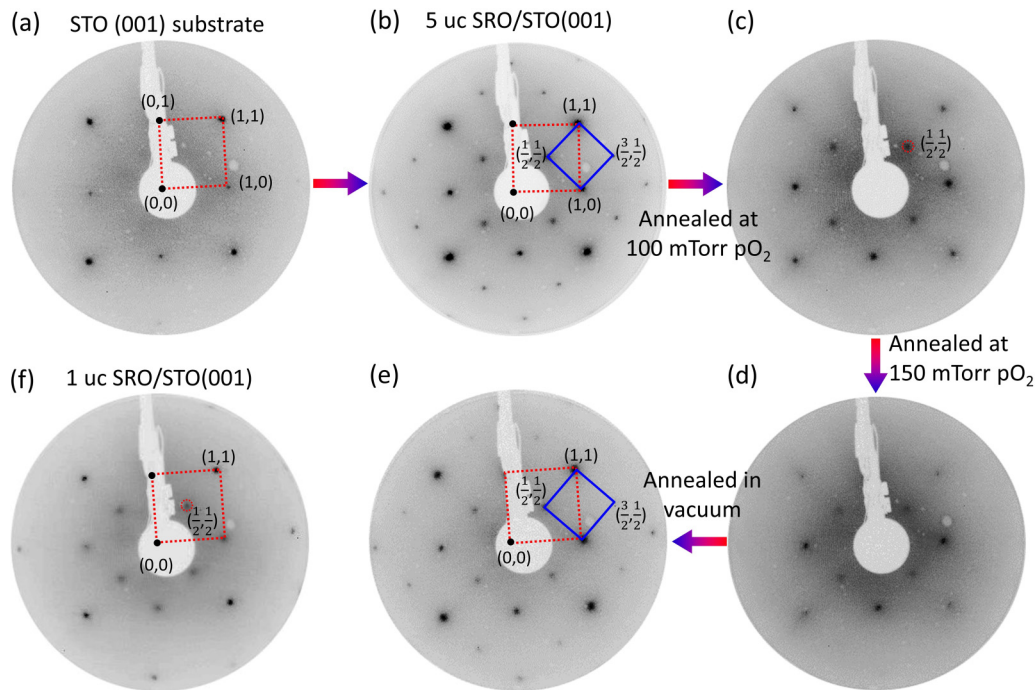 (a) STO (001) substrate
(0,1)
(1,1)
(1,0)
(0,0)
(b) 5 uc SRO/STO(001)
(1,1)
(1/2,1/2)
(3/2,1/2)
(0,0)
(1,0)
Annealed at
100 mTorr pO₂
(c)
(1/2,1/2)
Annealed at
150 mTorr pO₂
(f) 1 uc SRO/STO(001)
(1,1)
(1/2,1/2)
(0,0)
(e)
(1,1)
(1/2,1/2)
(3/2,1/2)
(0,0)
Annealed in
vacuum
(d)